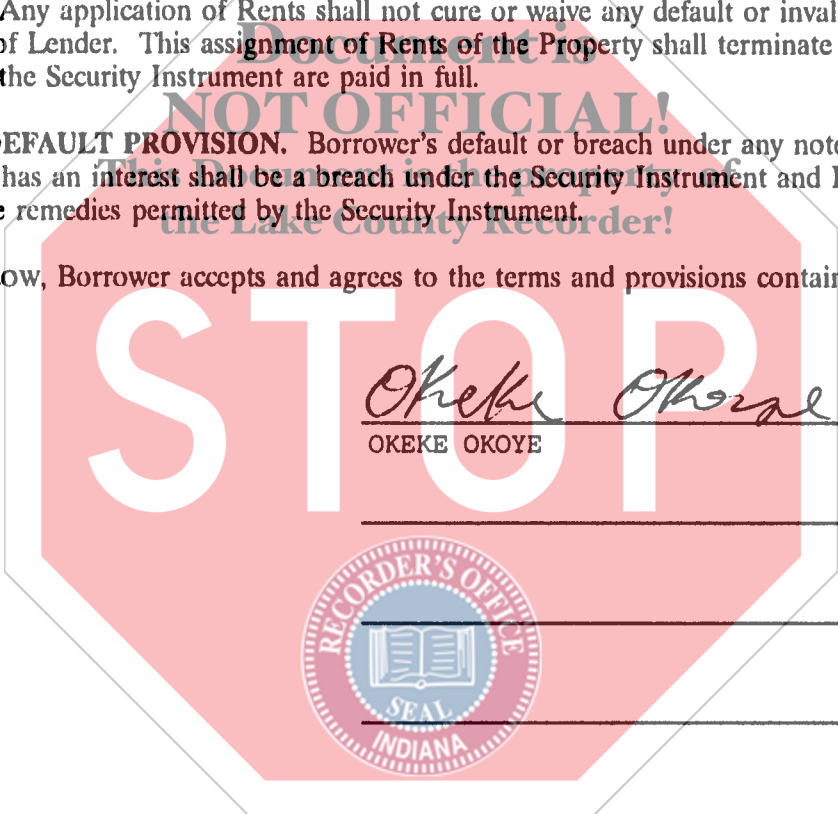 Any application of Rents shall not cure or waive any default or inval
of Lender. This assignment of Rents of the Property shall terminate
Document is
the Security Instrument are paid in full.
NOT OFFICIAL!
EFAULT PROVISION. Borrower's default or breach under any note
This Document is the property of
has an interest shall be a breach under the Security Instrument and
remedies permitted by the Security Instrument.
the Lake County Recorder!
ow, Borrower accepts and agrees to the terms and provisions contain
STOP
Okeke Okoye
OKEKE OKOYE
RECORDER'S OFFICE
SEAL
INDIANA